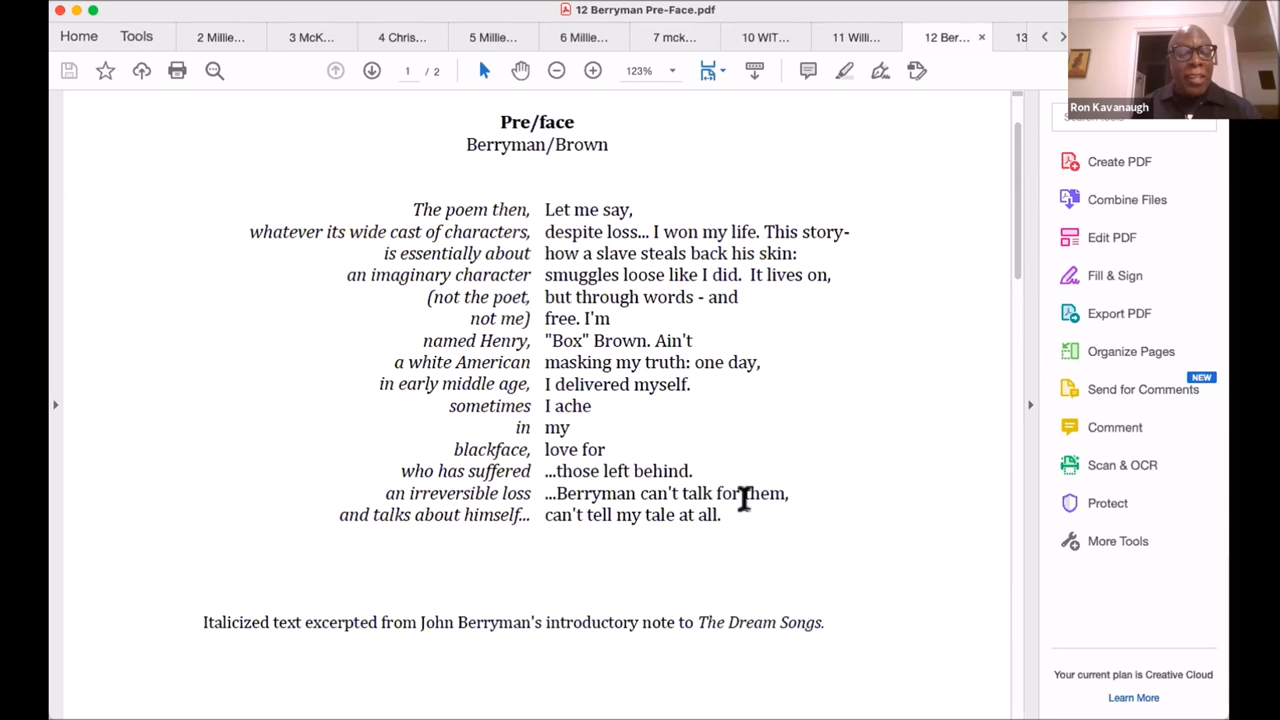 12 Berryman Pre-Face.pdf
Home Tools 2 Millie... 3 McK... 4 Chris... 5 Millie... 6 Millie... 7 mck... 10 WIT... 11 Willi... 12 Ber... × 13
1 / 2 123%
Ron Kavanaugh
Pre/face
Berryman/Brown
The poem then, Let me say,
whatever its wide cast of characters, despite loss... I won my life. This story-
is essentially about how a slave steals back his skin:
an imaginary character smuggles loose like I did. It lives on,
(not the poet, but through words - and
not me) free. I'm
named Henry, "Box" Brown. Ain't
a white American masking my truth: one day,
in early middle age, I delivered myself.
sometimes I ache
in my
blackface, love for
who has suffered ...those left behind.
an irreversible loss ...Berryman can't talk for them,
and talks about himself... can't tell my tale at all.
Italicized text excerpted from John Berryman's introductory note to The Dream Songs.
Create PDF
Combine Files
Edit PDF
Fill & Sign
Export PDF
Organize Pages
NEW
Send for Comments
Comment
Scan & OCR
Protect
More Tools
Your current plan is Creative Cloud
Learn More